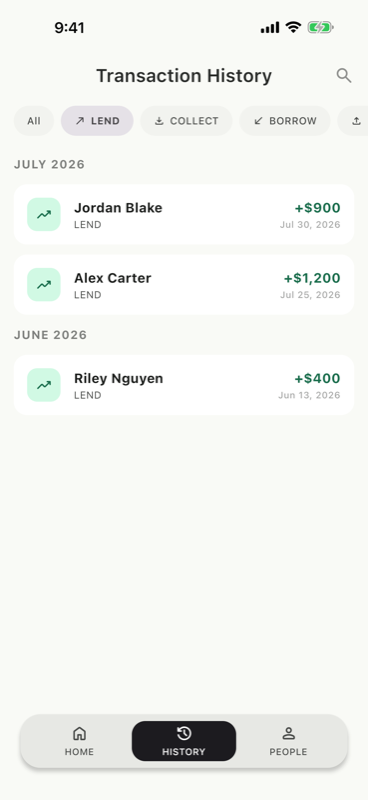 9:41
Transaction History
All
LEND
COLLECT
BORROW
JULY 2026
Jordan Blake
+$900
LEND
Jul 30, 2026
Alex Carter
+$1,200
LEND
Jul 25, 2026
JUNE 2026
Riley Nguyen
+$400
LEND
Jun 13, 2026
HOME
HISTORY
PEOPLE